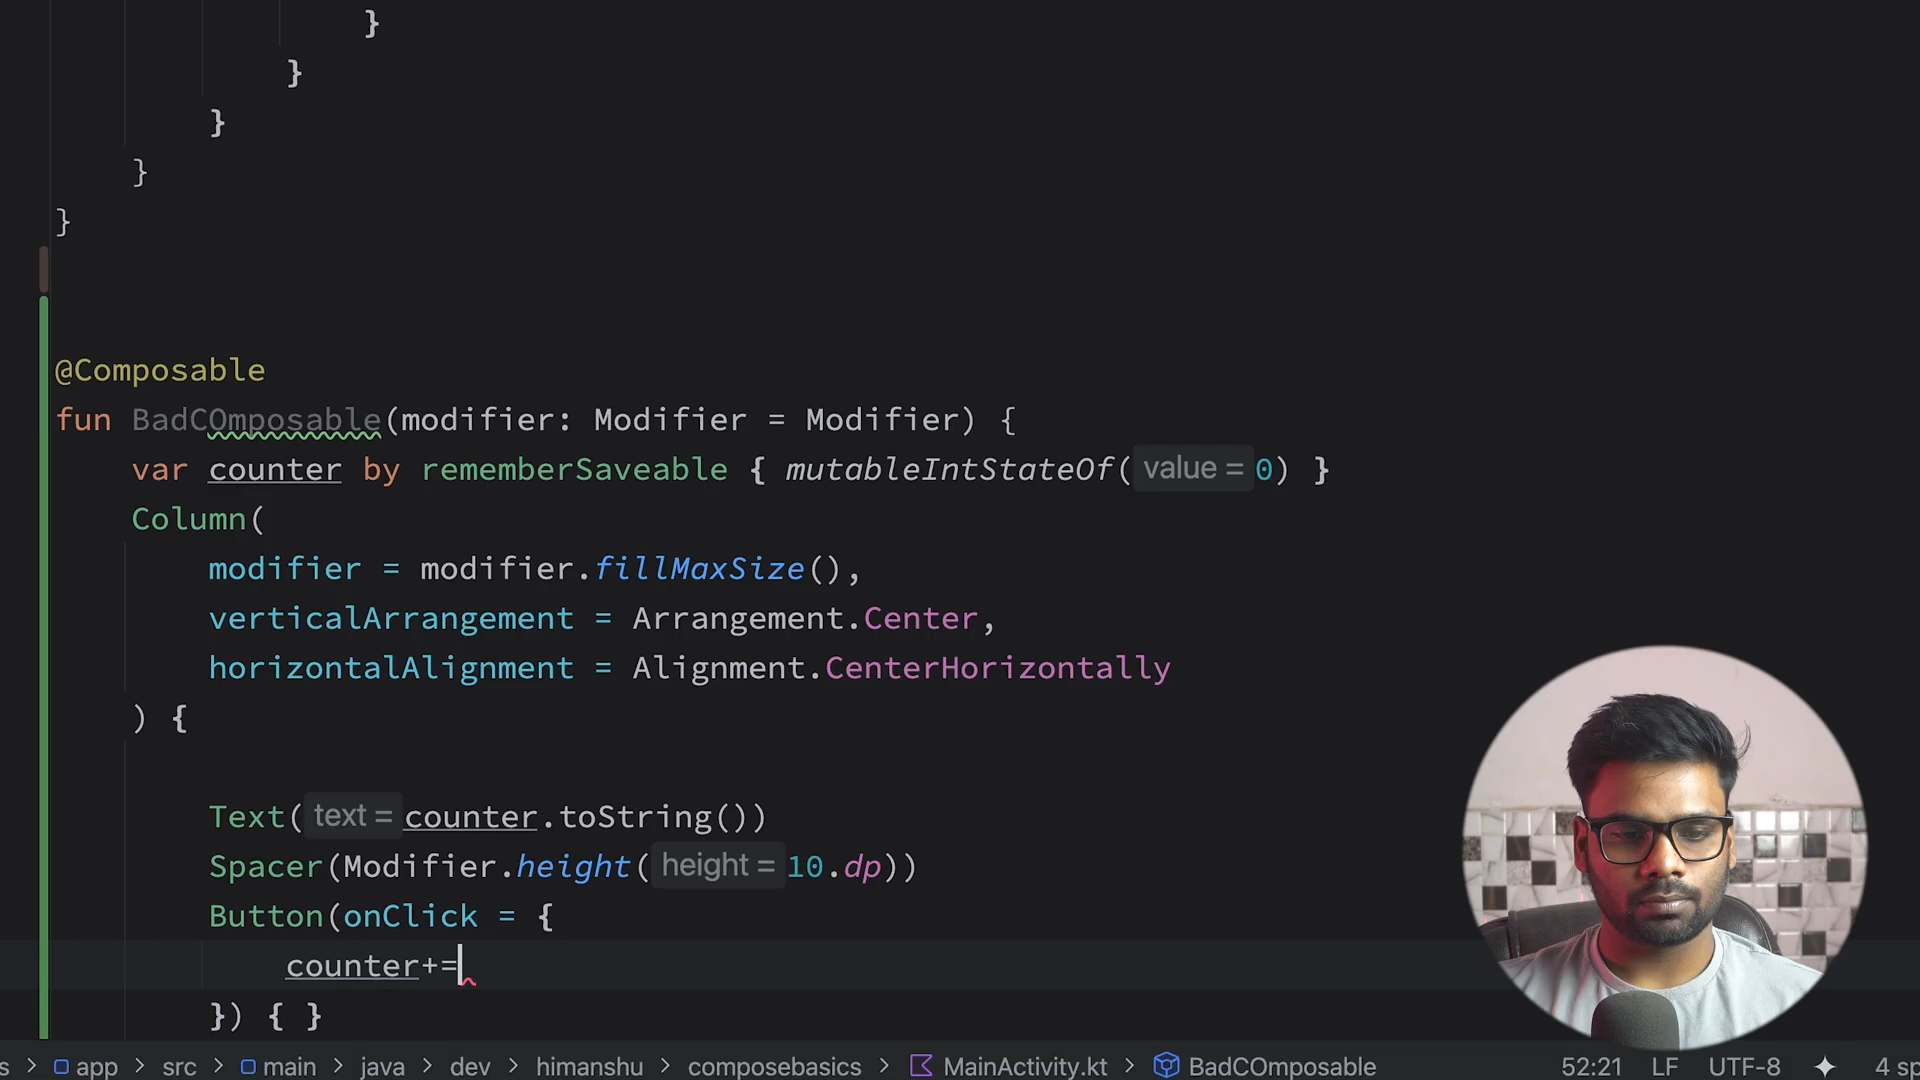 }
}
}
}
}
@Composable
fun BadCOmposable(modifier: Modifier = Modifier) {
var counter by rememberSaveable { mutableIntStateOf( value = 0) }
Column(
modifier = modifier.fillMaxSize(),
verticalArrangement = Arrangement.Center,
horizontalAlignment = Alignment.CenterHorizontally
) {
Text( text = counter.toString())
Spacer(Modifier.height( height = 10.dp))
Button(onClick = {
counter+=
}) { }
s > app > src > main > java > dev > himanshu > composebasics > MainActivity.kt > BadCOmposable 52:21 LF UTF-8 4 sp